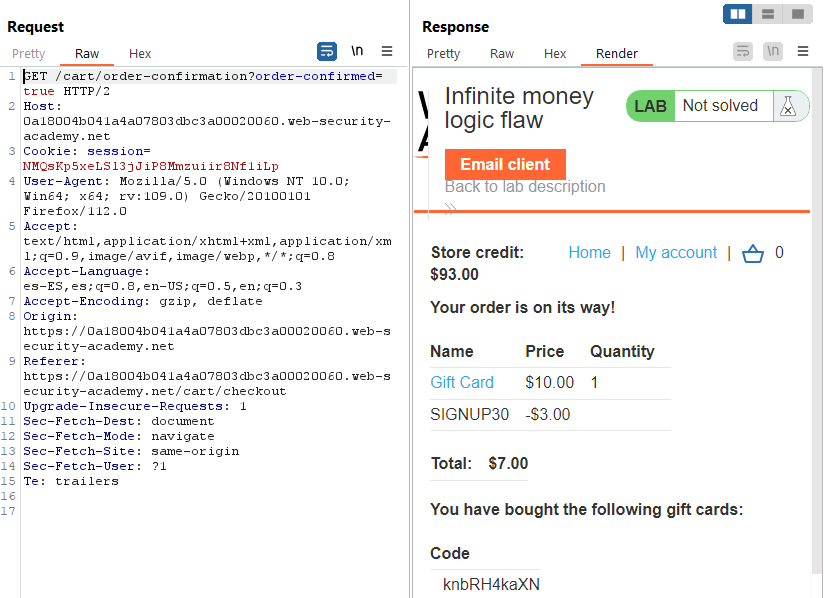 Request
Pretty Raw Hex
\n
1 GET /cart/order-confirmation?order-confirmed=
true HTTP/2
2 Host:
0a18004b041a4a07803dbc3a00020060.web-security-
academy.net
3 Cookie: session=
NMQsKp5xeLSl3jJiP8Mmzuiir8Nf1iLp
4 User-Agent: Mozilla/5.0 (Windows NT 10.0;
Win64; x64; rv:109.0) Gecko/20100101
Firefox/112.0
5 Accept:
text/html,application/xhtml+xml,application/xm
l;q=0.9,image/avif,image/webp,*/*;q=0.8
6 Accept-Language:
es-ES,es;q=0.8,en-US;q=0.5,en;q=0.3
7 Accept-Encoding: gzip, deflate
8 Origin:
https://0a18004b041a4a07803dbc3a00020060.web-s
ecurity-academy.net
9 Referer:
https://0a18004b041a4a07803dbc3a00020060.web-s
ecurity-academy.net/cart/checkout
10 Upgrade-Insecure-Requests: 1
11 Sec-Fetch-Dest: document
12 Sec-Fetch-Mode: navigate
13 Sec-Fetch-Site: same-origin
14 Sec-Fetch-User: ?1
15 Te: trailers
16
17
Response
Pretty Raw Hex Render
\n
Infinite money
logic flaw
LAB Not solved
Email client
Back to lab description
Store credit:
$93.00
Home | My account | 0
Your order is on its way!
Name Price Quantity
Gift Card $10.00 1
SIGNUP30 -$3.00
Total: $7.00
You have bought the following gift cards:
Code
knbRH4kaXN